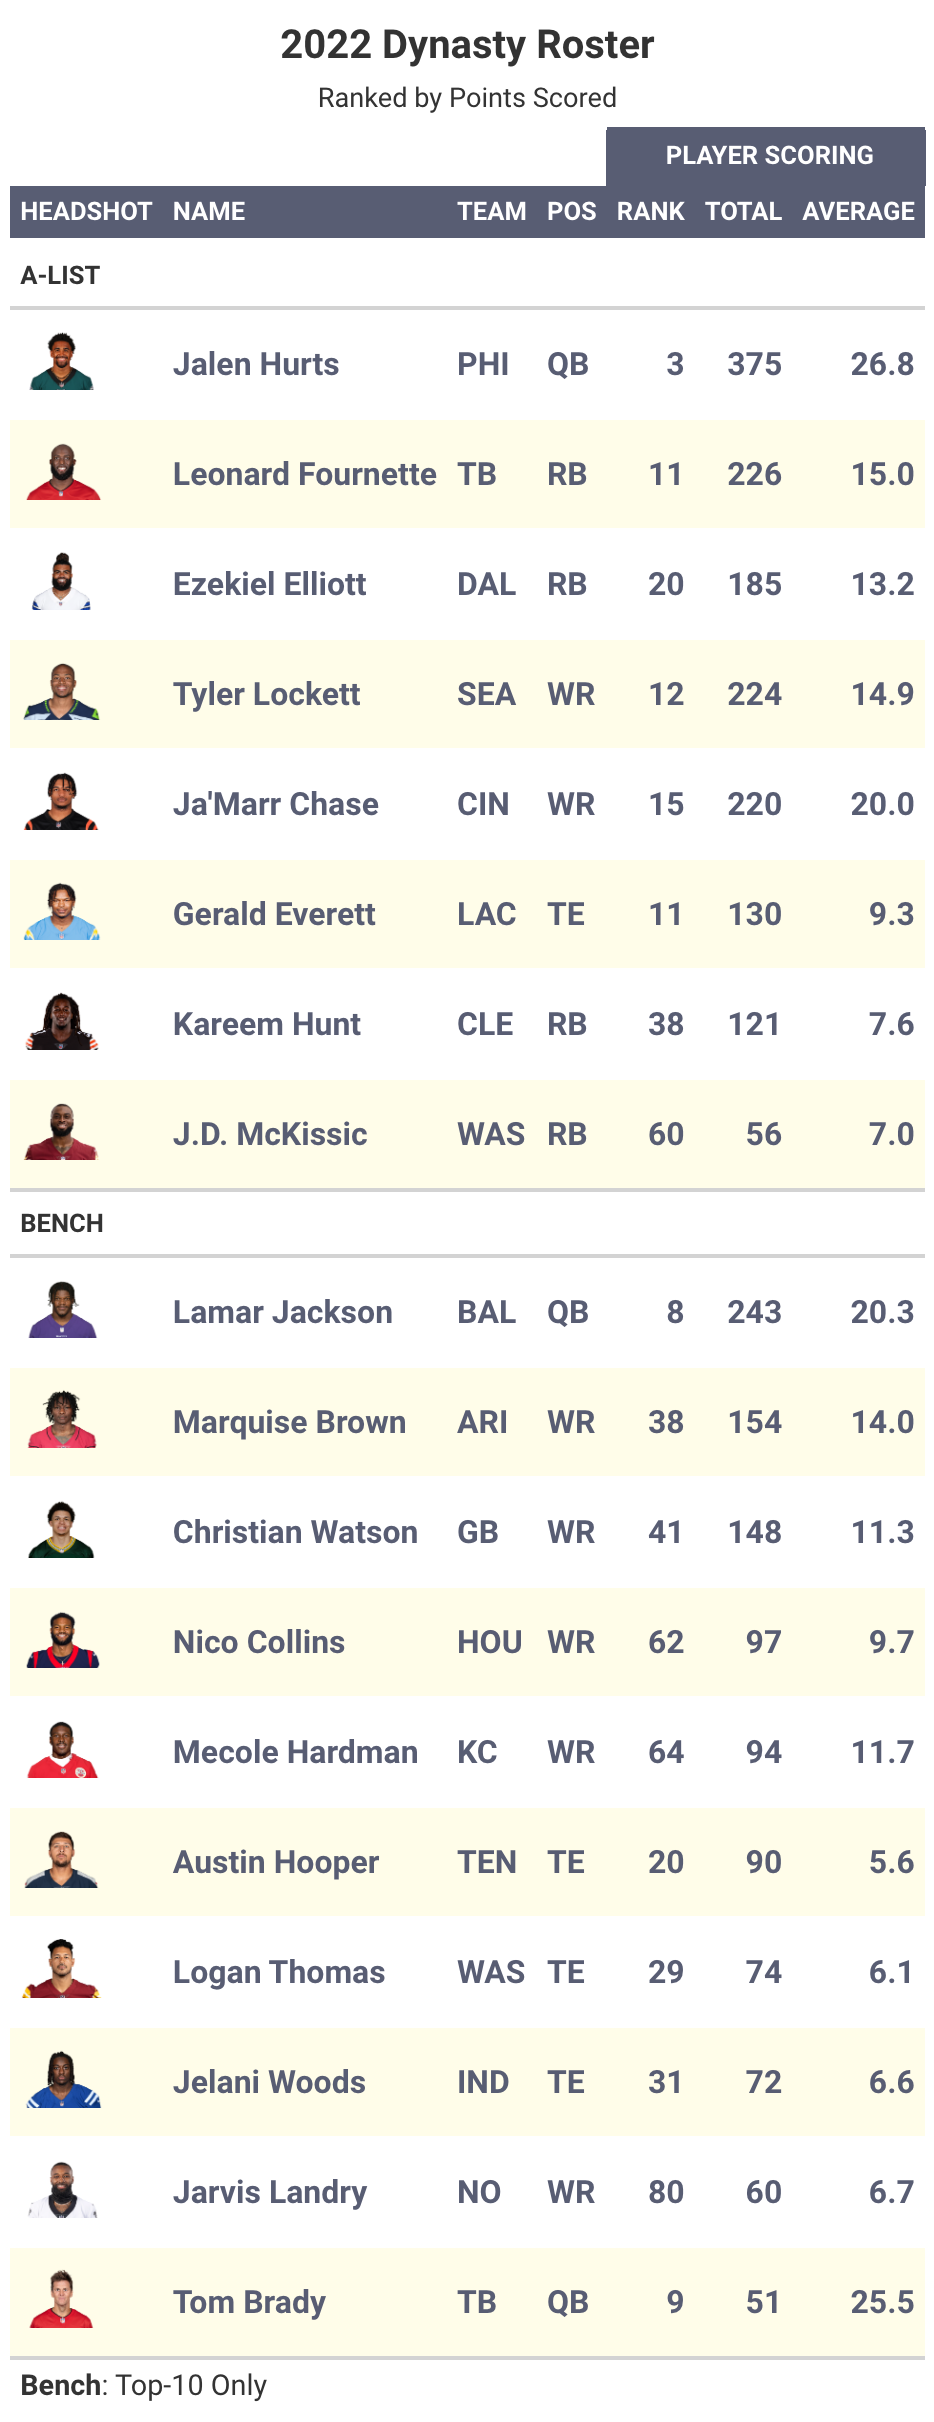 2022 Dynasty Roster
Ranked by Points Scored
PLAYER SCORING
HEADSHOT NAME TEAM POS RANK TOTAL AVERAGE
A-LIST
Jalen Hurts PHI QB 3 375 26.8
Leonard Fournette TB RB 11 226 15.0
Ezekiel Elliott DAL RB 20 185 13.2
Tyler Lockett SEA WR 12 224 14.9
Ja'Marr Chase CIN WR 15 220 20.0
Gerald Everett LAC TE 11 130 9.3
Kareem Hunt CLE RB 38 121 7.6
J.D. McKissic WAS RB 60 56 7.0
BENCH
Lamar Jackson BAL QB 8 243 20.3
Marquise Brown ARI WR 38 154 14.0
Christian Watson GB WR 41 148 11.3
Nico Collins HOU WR 62 97 9.7
Mecole Hardman KC WR 64 94 11.7
Austin Hooper TEN TE 20 90 5.6
Logan Thomas WAS TE 29 74 6.1
Jelani Woods IND TE 31 72 6.6
Jarvis Landry NO WR 80 60 6.7
Tom Brady TB QB 9 51 25.5
Bench: Top-10 Only